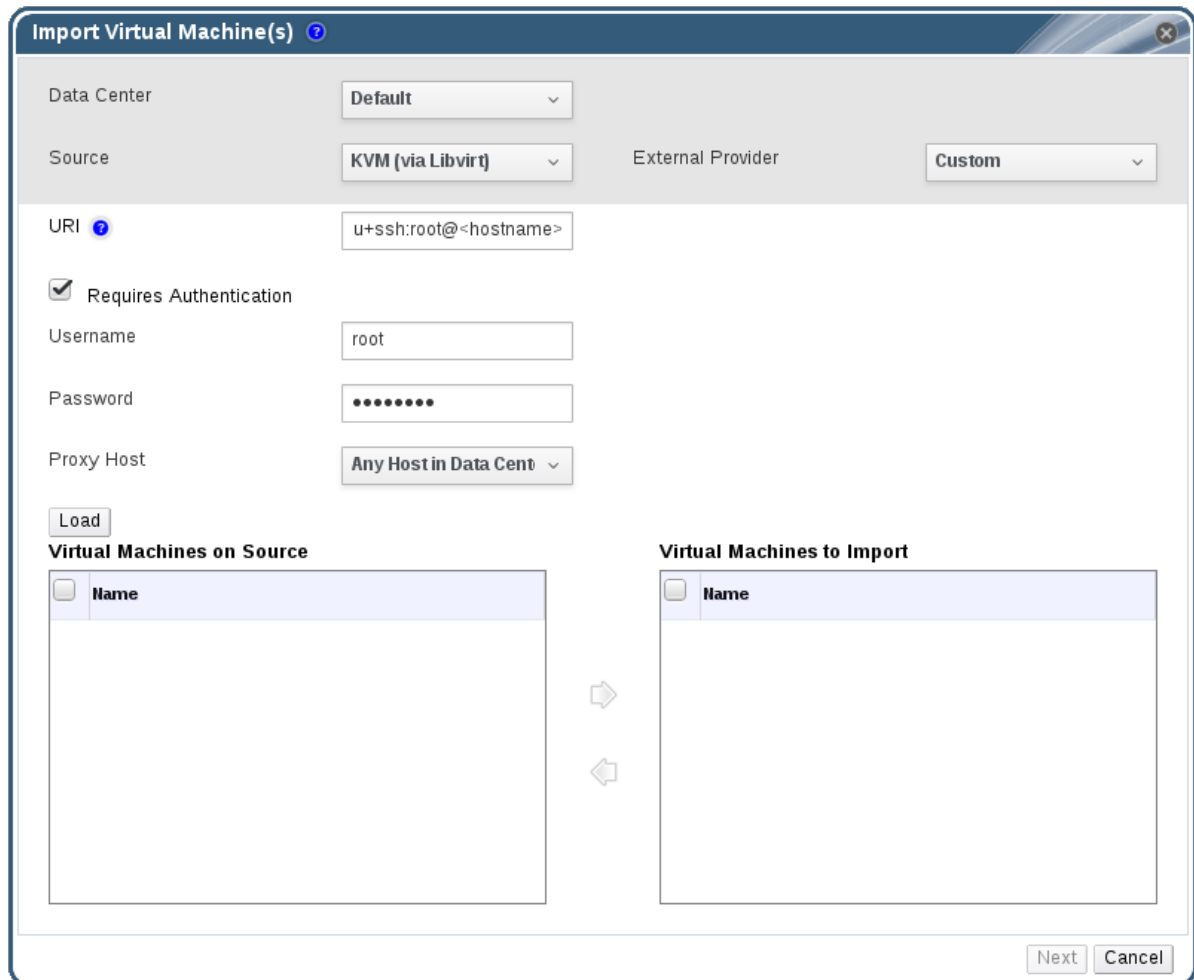 Import Virtual Machine(s) ?
Data Center Default
Source KVM (via Libvirt) External Provider Custom
URI ? u+ssh:root@<hostname>
Requires Authentication
Username root
Password ••••••••
Proxy Host Any Host in Data Cent
Load
Virtual Machines on Source Virtual Machines to Import
Name Name
Next Cancel